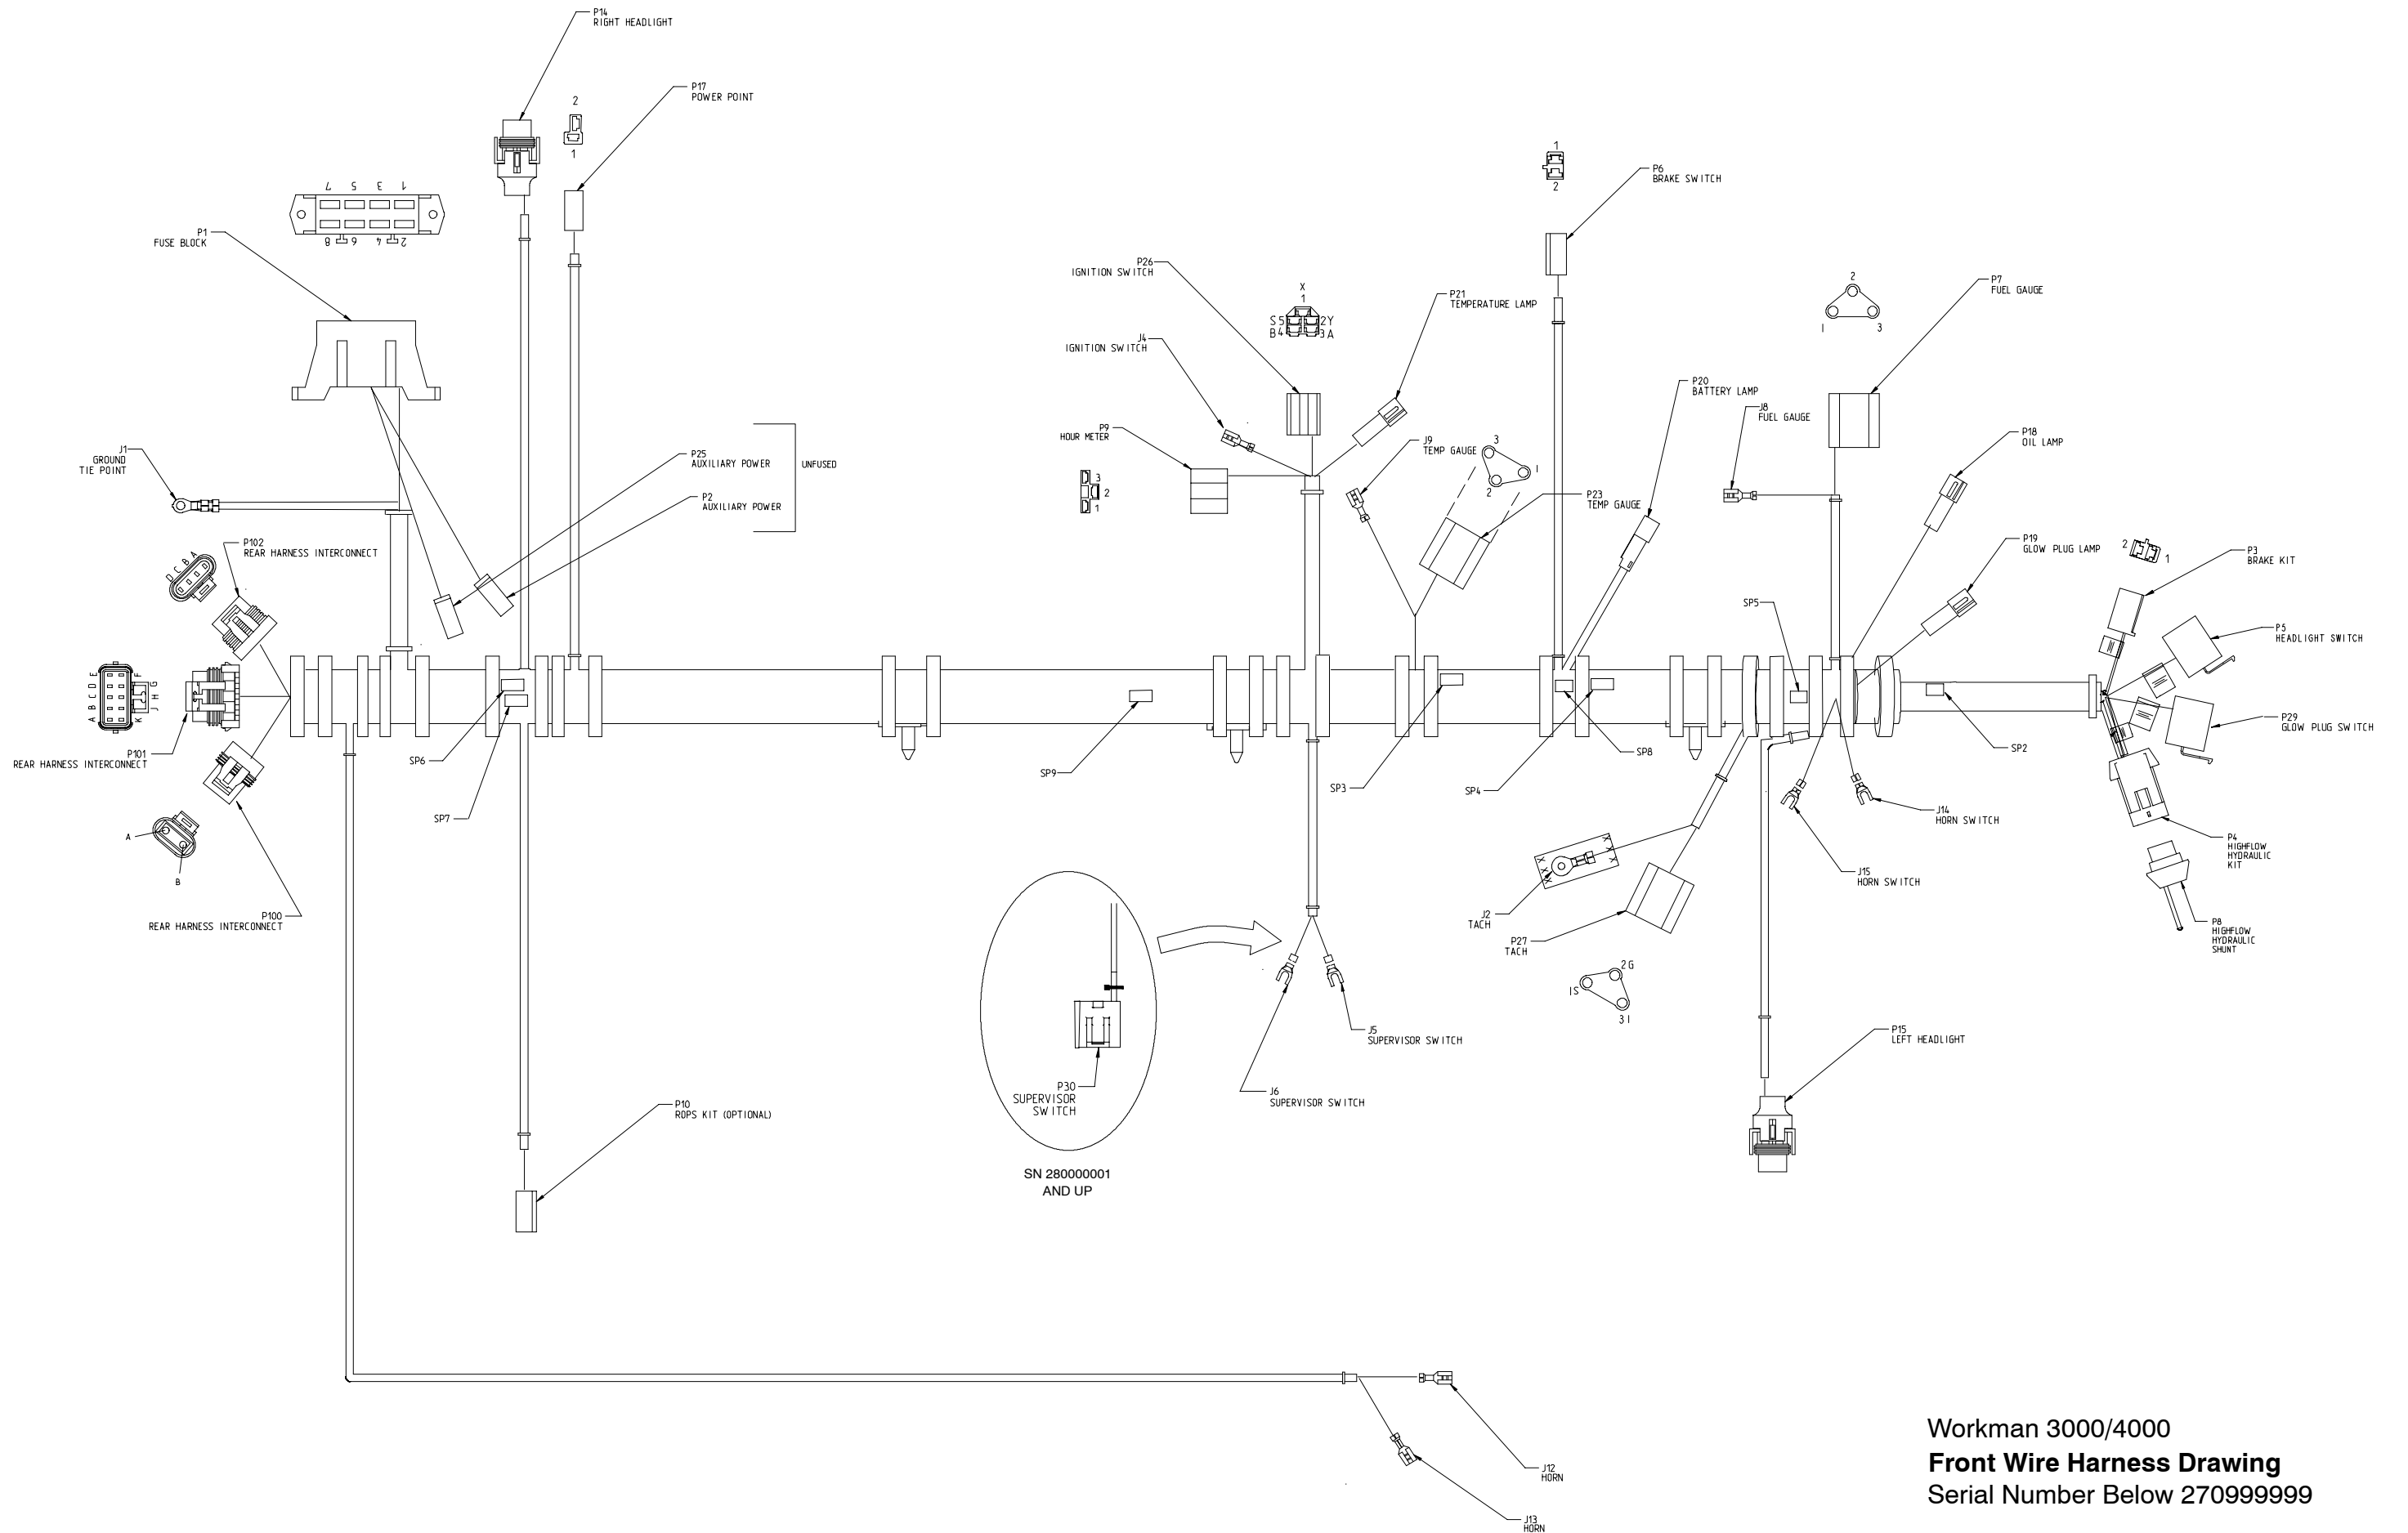 P14
RIGHT HEADLIGHT
P17
POWER POINT
2
1
7 5 3 1
8 6 4 2
P1
FUSE BLOCK
1
2
P6
BRAKE SWITCH
P26
IGNITION SWITCH
X
1
S 5 2 Y
B 4 3 A
P21
TEMPERATURE LAMP
2
1 3
P7
FUEL GAUGE
J4
IGNITION SWITCH
P20
BATTERY LAMP
J8
FUEL GAUGE
P9
HOUR METER
3
2
1
J9
TEMP GAUGE
3
1
2
P23
TEMP GAUGE
P18
OIL LAMP
J1
GROUND
TIE POINT
P25
AUXILIARY POWER
UNFUSED
P2
AUXILIARY POWER
P102
REAR HARNESS INTERCONNECT
D C B A
P19
GLOW PLUG LAMP
2
1
P3
BRAKE KIT
SP5
P5
HEADLIGHT SWITCH
A B C D E
K J H G F
P29
GLOW PLUG SWITCH
SP2
P101
REAR HARNESS INTERCONNECT
SP6
SP9
SP8
SP3
SP4
SP7
A
B
J14
HORN SWITCH
P4
HIGHFLOW
HYDRAULIC
KIT
J15
HORN SWITCH
P100
REAR HARNESS INTERCONNECT
J2
TACH
P27
TACH
P8
HIGHFLOW
HYDRAULIC
SHUNT
2 G
1 S
3 I
J5
SUPERVISOR SWITCH
P15
LEFT HEADLIGHT
P30
SUPERVISOR
SWITCH
J6
SUPERVISOR SWITCH
P10
ROPS KIT (OPTIONAL)
SN 280000001
AND UP
J12
HORN
J13
HORN
Workman 3000/4000
Front Wire Harness Drawing
Serial Number Below 270999999